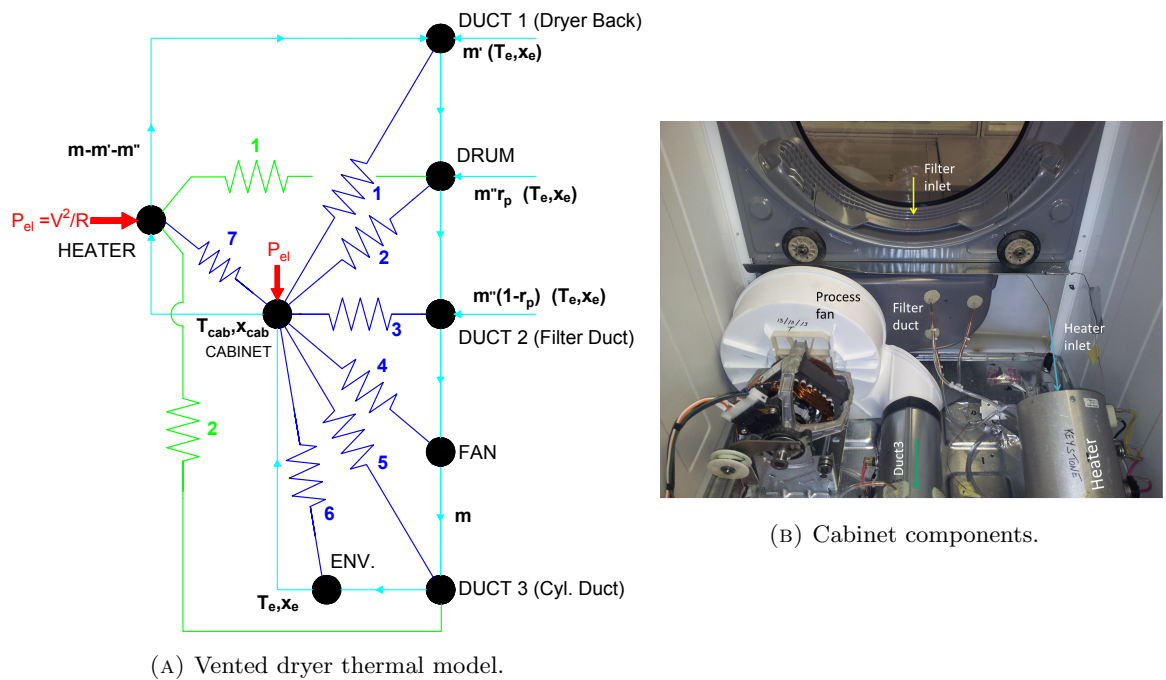 DUCT 1 (Dryer Back)
m' (Te,xe)
m-m'-m''
1
DRUM
1
m''rp (Te,xe)
Pel =V²/R
HEATER
7
Pel
2
m''(1-rp) (Te,xe)
3
Tcab,xcab
CABINET
DUCT 2 (Filter Duct)
4
2
FAN
5
6
m
ENV.
Te,xe
DUCT 3 (Cyl. Duct)
(A) Vented dryer thermal model.
Filter
inlet
Process
fan
13/10/13
T
Filter
duct
Heater
inlet
Duct3
KEYSTONE
Heater
(B) Cabinet components.